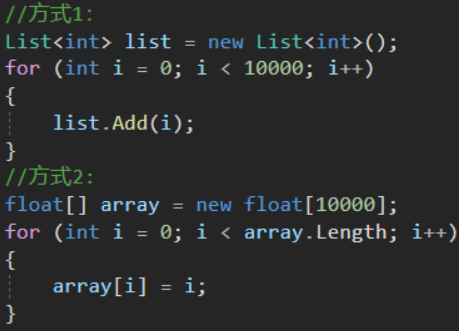 //方式1:
List<int> list = new List<int>();
for (int i = 0; i < 10000; i++)
{
    list.Add(i);
}
//方式2:
float[] array = new float[10000];
for (int i = 0; i < array.Length; i++)
{
    array[i] = i;
}